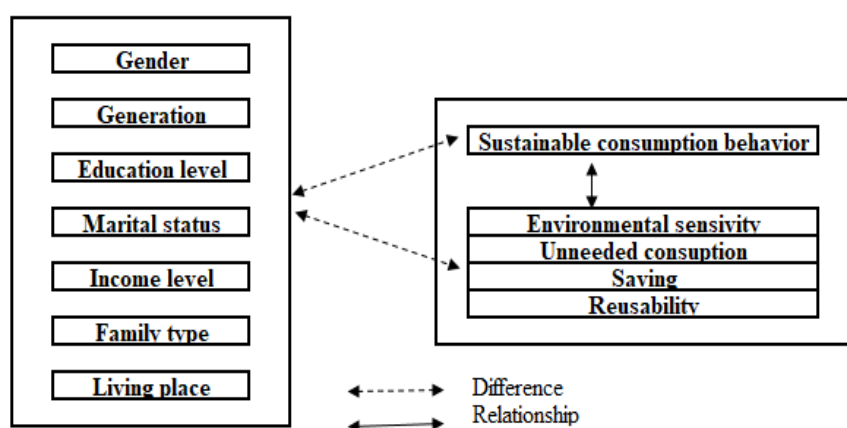 Gender
Generation
Education level
Marital status
Income level
Family type
Living place
Sustainable consumption behavior
Environmental sensivity
Unneeded consuption
Saving
Reusability
Difference
Relationship